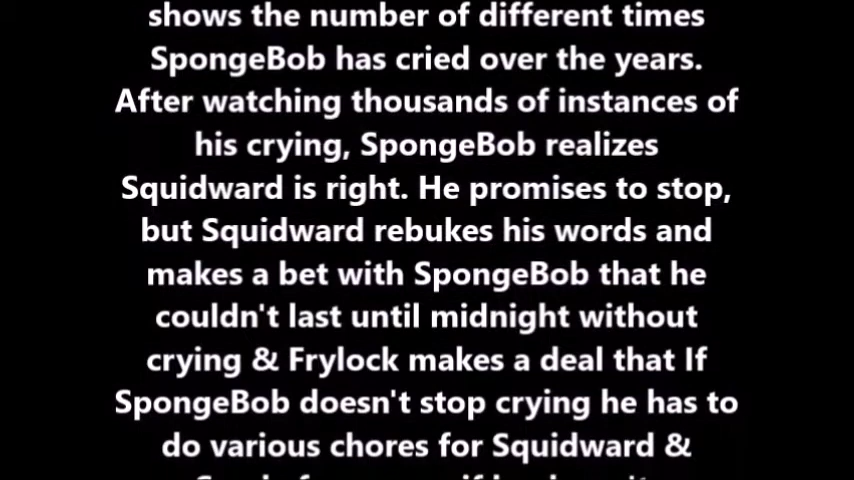 shows the number of different times
SpongeBob has cried over the years.
After watching thousands of instances of
his crying, SpongeBob realizes
Squidward is right. He promises to stop,
but Squidward rebukes his words and
makes a bet with SpongeBob that he
couldn't last until midnight without
crying & Frylock makes a deal that If
SpongeBob doesn't stop crying he has to
do various chores for Squidward &